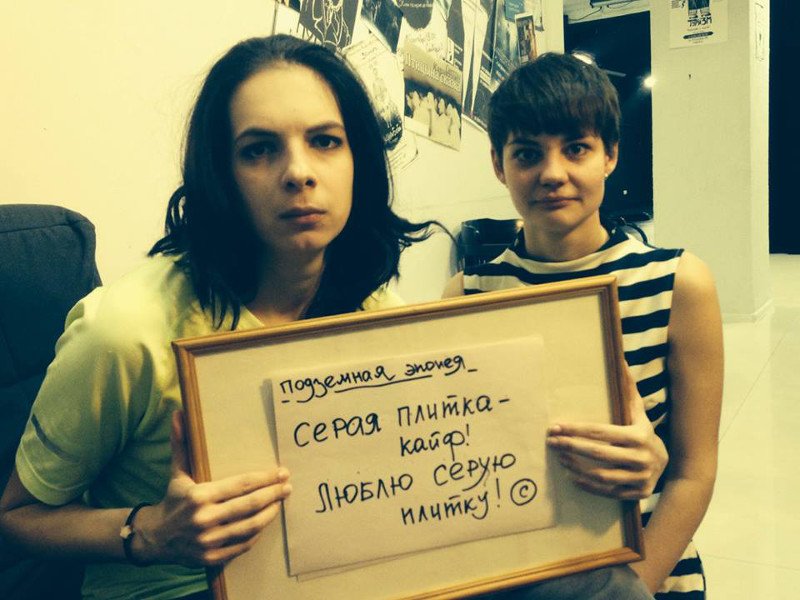 подземная эпопея
СЕРАЯ ПЛИТКА -
КАЙФ!
ЛЮБЛЮ СЕРУЮ
ПЛИТКУ! ©